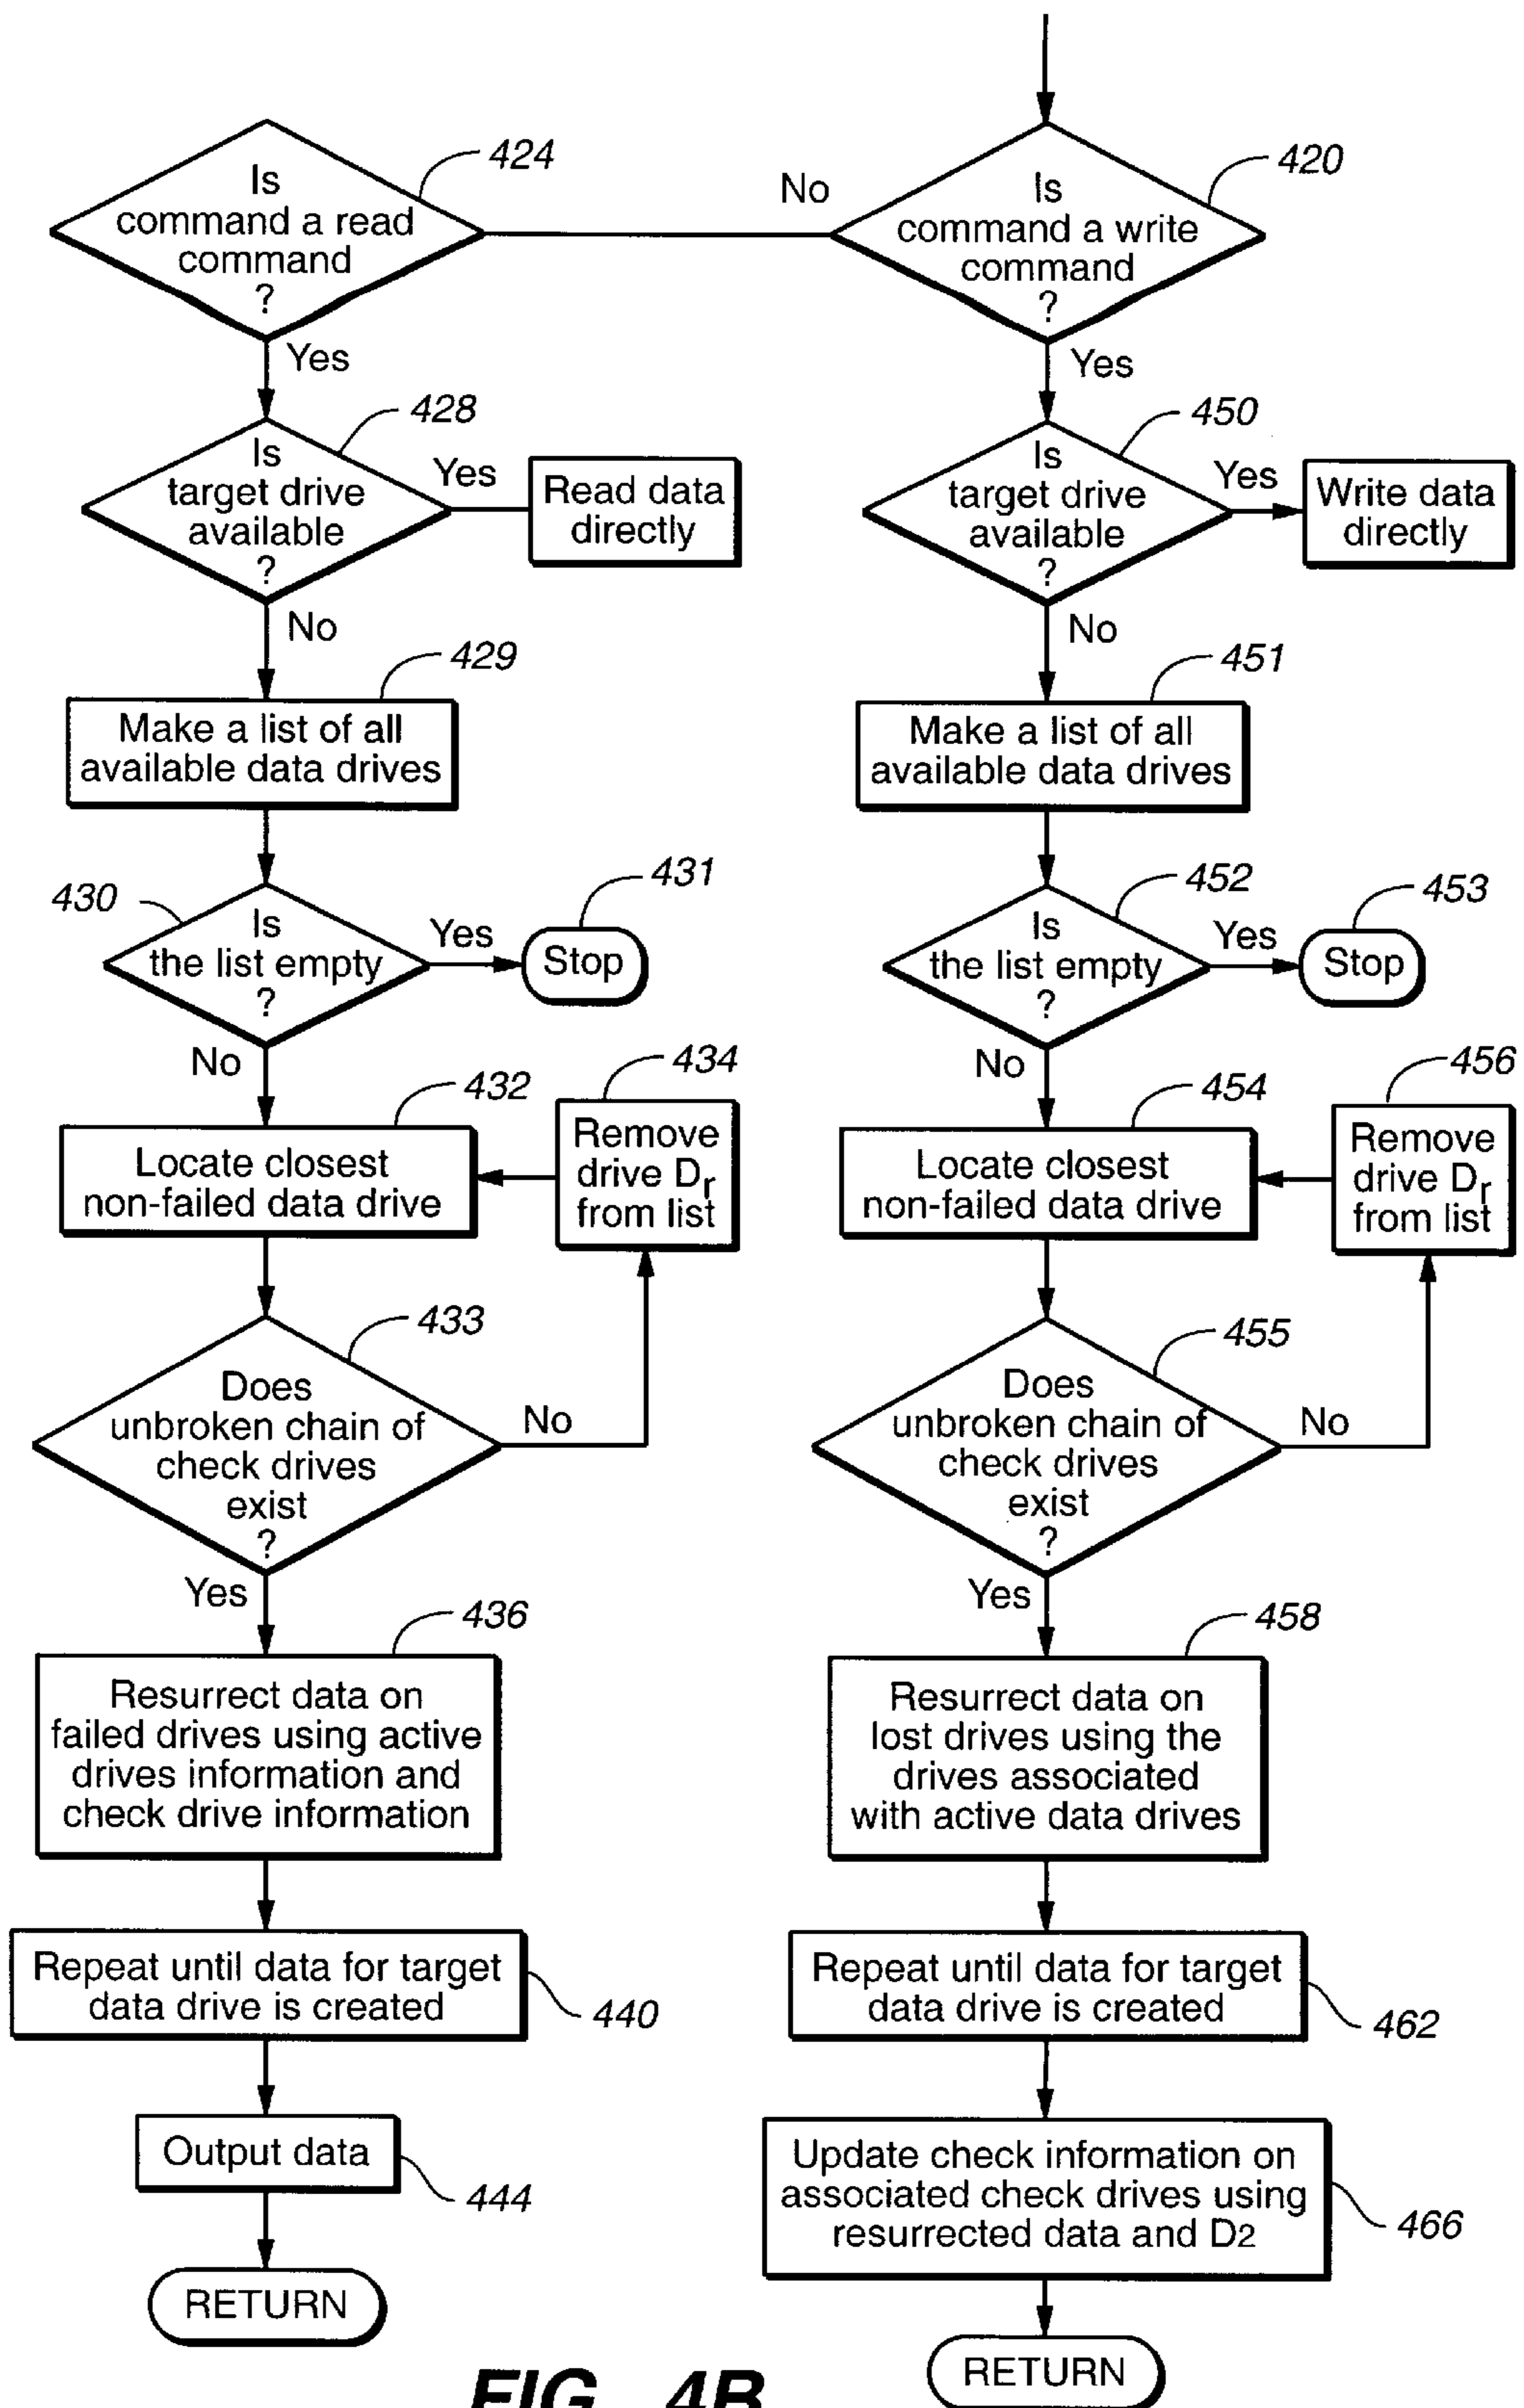 Is
command a read
command
?
424
No
Is
command a write
command
?
420
Yes
Yes
Is
target drive
available
?
428
Yes
Read data
directly
Is
target drive
available
?
450
Yes
Write data
directly
No
No
429
Make a list of all
available data drives
451
Make a list of all
available data drives
430
Is
the list empty
?
Yes
431
Stop
452
Is
the list empty
?
Yes
453
Stop
No
No
432
Locate closest
non-failed data drive
434
Remove
drive Dr
from list
454
Locate closest
non-failed data drive
456
Remove
drive Dr
from list
433
Does
unbroken chain of
check drives
exist
?
No
455
Does
unbroken chain of
check drives
exist
?
No
Yes
Yes
436
Resurrect data on
failed drives using active
drives information and
check drive information
458
Resurrect data on
lost drives using the
drives associated
with active data drives
Repeat until data for target
data drive is created
440
Repeat until data for target
data drive is created
462
Output data
444
Update check information on
associated check drives using
resurrected data and D2
466
RETURN
RETURN
FIG. 4B